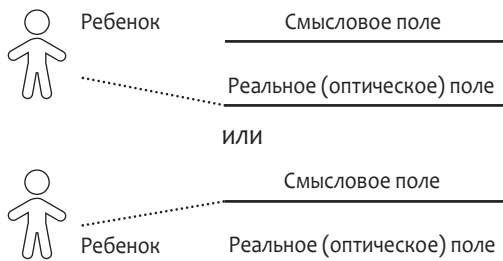 Ребенок
Смысловое поле
Реальное (оптическое) поле
или
Смысловое поле
Ребенок
Реальное (оптическое) поле